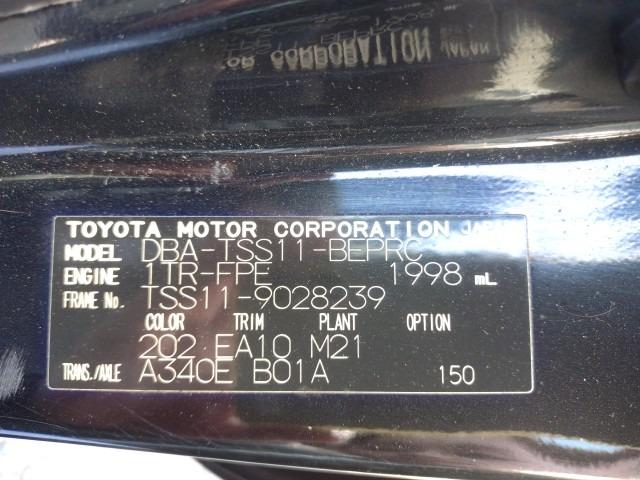 TOYOTA MOTOR CORPORATION JAPAN
MODEL DBA-TSS11-BEPRC
ENGINE 1TR-FPE 1998 mL
FRAME No. TSS11-9028239
COLOR TRIM PLANT OPTION
202 EA10 M21
TRANS./AXLE A340E B01A 150